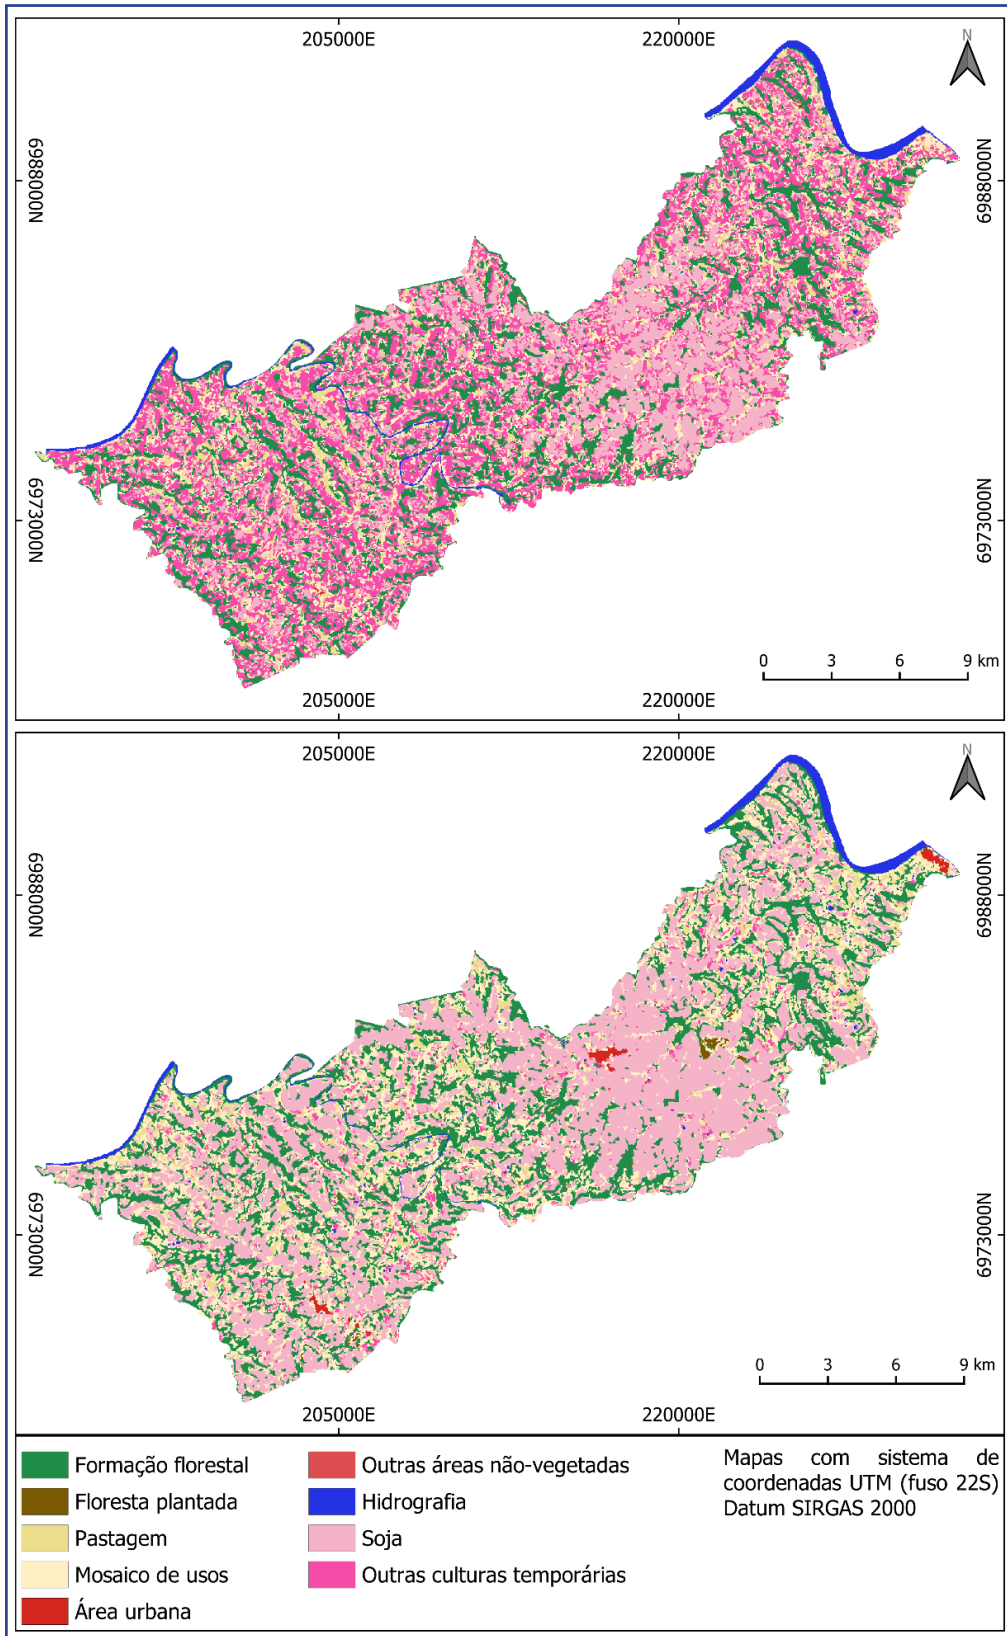 205000E
220000E
N
6988000N
6988000N
6973000N
6973000N
0 3 6 9 km
205000E
220000E
205000E
220000E
N
6988000N
6988000N
6973000N
6973000N
0 3 6 9 km
205000E
220000E
Formação florestal
Floresta plantada
Pastagem
Mosaico de usos
Área urbana
Outras áreas não-vegetadas
Hidrografia
Soja
Outras culturas temporárias
Mapas com sistema de
coordenadas UTM (fuso 22S)
Datum SIRGAS 2000